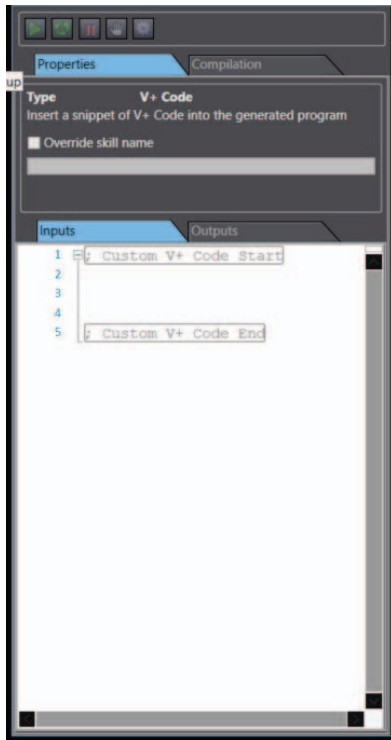 Properties Compilation
up
Type V+ Code
Insert a snippet of V+ Code into the generated program
Override skill name
Inputs Outputs
1 ; Custom V+ Code Start
2
3
4
5 ; Custom V+ Code End